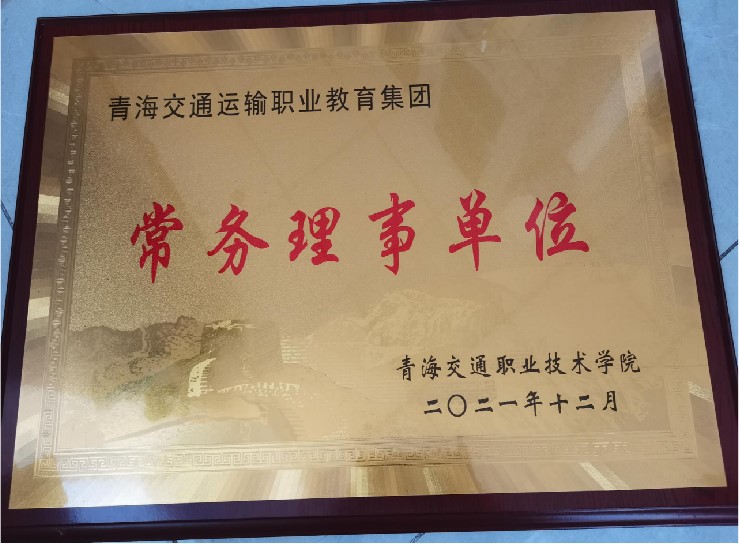 青海交通运输职业教育集团
常务理事单位
青海交通职业技术学院
二〇二一年十二月